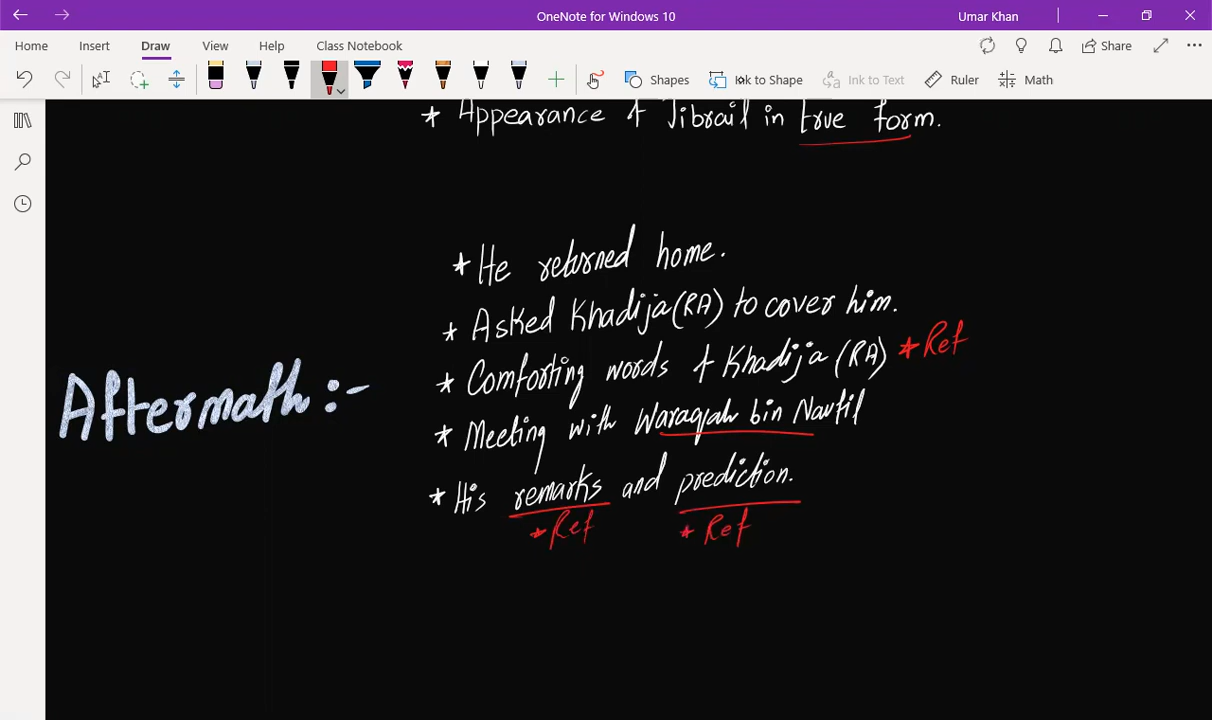 OneNote for Windows 10
Umar Khan
Home Insert Draw View Help Class Notebook
Share
Shapes Ink to Shape Ink to Text Ruler Math
* Appearance of Jibrail in true form.
* He returned home.
* Asked Khadija (RA) to cover him.
* Comforting words of Khadija (RA) * Ref
Aftermath :-
* Meeting with Waraqah bin Naufil
* His remarks and prediction.
* Ref * Ref